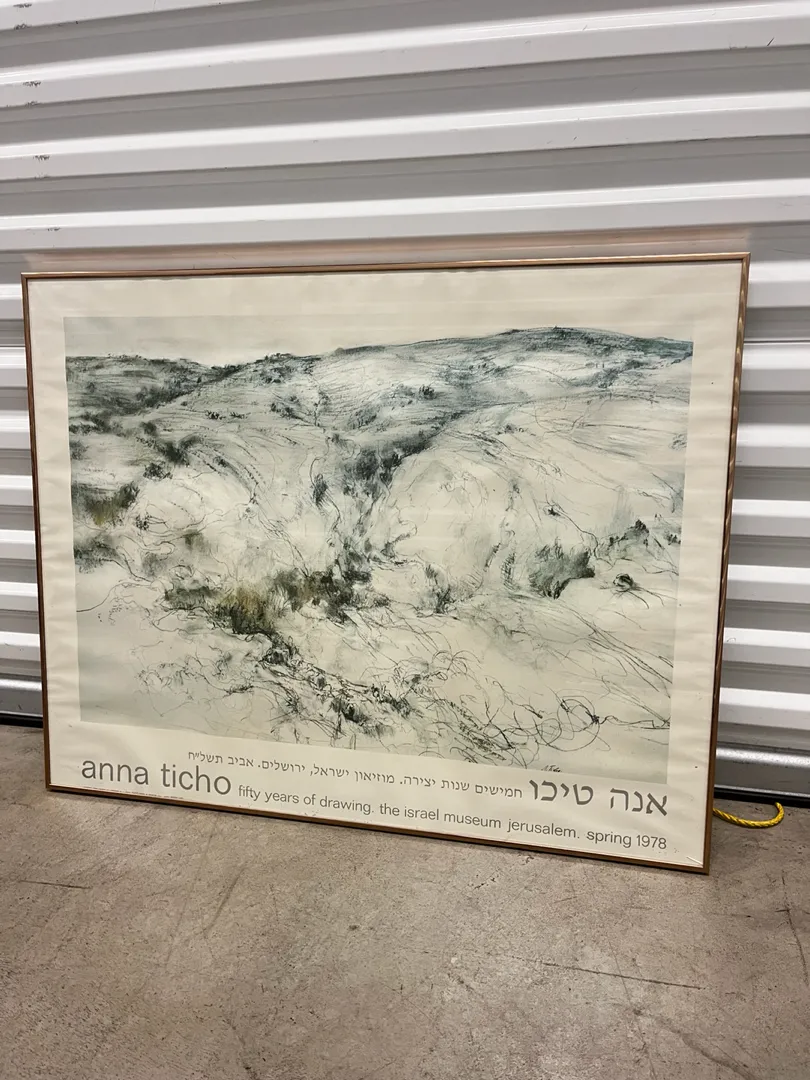 אנה טיכו חמישים שנות יצירה. מוזיאון ישראל, ירושלים. אביב תשל״ח
anna ticho fifty years of drawing. the israel museum jerusalem. spring 1978